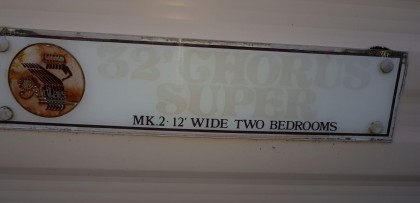 32' CHORUS
SUPER
MK.2· 12' WIDE TWO BEDROOMS